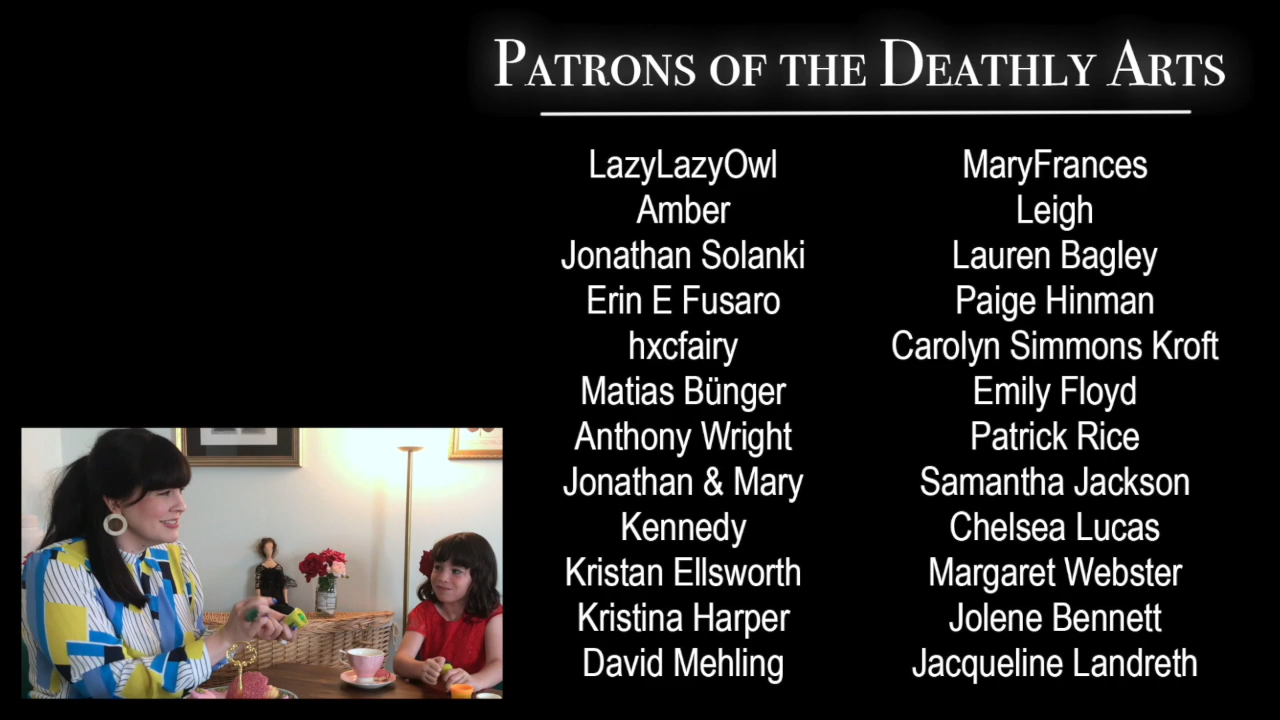 PATRONS OF THE DEATHLY ARTS
LazyLazyOwl
Amber
Jonathan Solanki
Erin E Fusaro
hxcfairy
Matias Bünger
Anthony Wright
Jonathan & Mary
Kennedy
Kristan Ellsworth
Kristina Harper
David Mehling
MaryFrances
Leigh
Lauren Bagley
Paige Hinman
Carolyn Simmons Kroft
Emily Floyd
Patrick Rice
Samantha Jackson
Chelsea Lucas
Margaret Webster
Jolene Bennett
Jacqueline Landreth